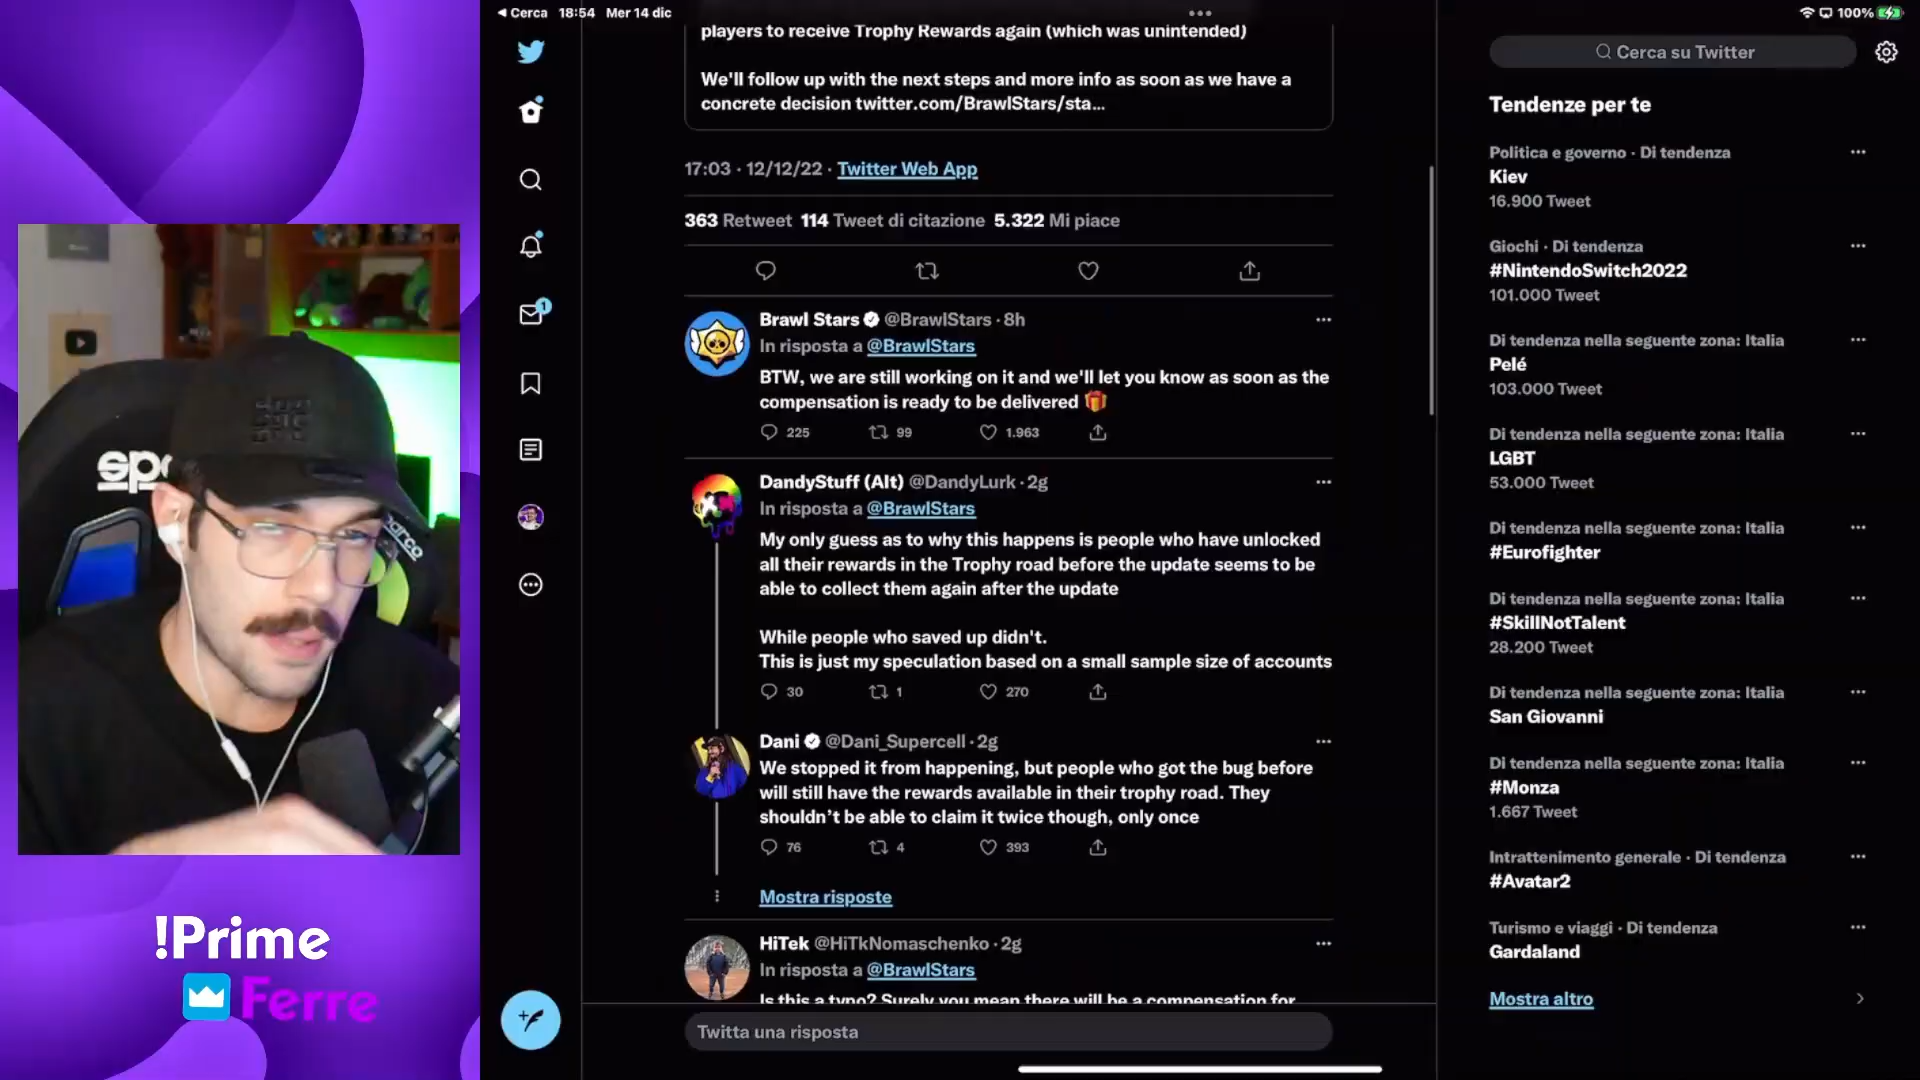 Cerca 18:54 Mer 14 dic
100%
players to receive Trophy Rewards again (which was unintended)
We'll follow up with the next steps and more info as soon as we have a
concrete decision twitter.com/BrawlStars/sta...
17:03 · 12/12/22 · Twitter Web App
363 Retweet 114 Tweet di citazione 5.322 Mi piace
1
Brawl Stars @BrawlStars · 8h
In risposta a @BrawlStars
BTW, we are still working on it and we'll let you know as soon as the
compensation is ready to be delivered
225 99 1.963
DandyStuff (Alt) @DandyLurk · 2g
In risposta a @BrawlStars
My only guess as to why this happens is people who have unlocked
all their rewards in the Trophy road before the update seems to be
able to collect them again after the update
While people who saved up didn't.
This is just my speculation based on a small sample size of accounts
30 1 270
Dani @Dani_Supercell · 2g
We stopped it from happening, but people who got the bug before
will still have the rewards available in their trophy road. They
shouldn't be able to claim it twice though, only once
76 4 393
Mostra risposte
HiTek @HiTkNomaschenko · 2g
In risposta a @BrawlStars
Is this a typo? Surely you mean there will be a compensation for
Twitta una risposta
Cerca su Twitter
Tendenze per te
Politica e governo · Di tendenza
Kiev
16.900 Tweet
Giochi · Di tendenza
#NintendoSwitch2022
101.000 Tweet
Di tendenza nella seguente zona: Italia
Pelé
103.000 Tweet
Di tendenza nella seguente zona: Italia
LGBT
53.000 Tweet
Di tendenza nella seguente zona: Italia
#Eurofighter
Di tendenza nella seguente zona: Italia
#SkillNotTalent
28.200 Tweet
Di tendenza nella seguente zona: Italia
San Giovanni
Di tendenza nella seguente zona: Italia
#Monza
1.667 Tweet
Intrattenimento generale · Di tendenza
#Avatar2
Turismo e viaggi · Di tendenza
Gardaland
Mostra altro
!Prime
Ferre